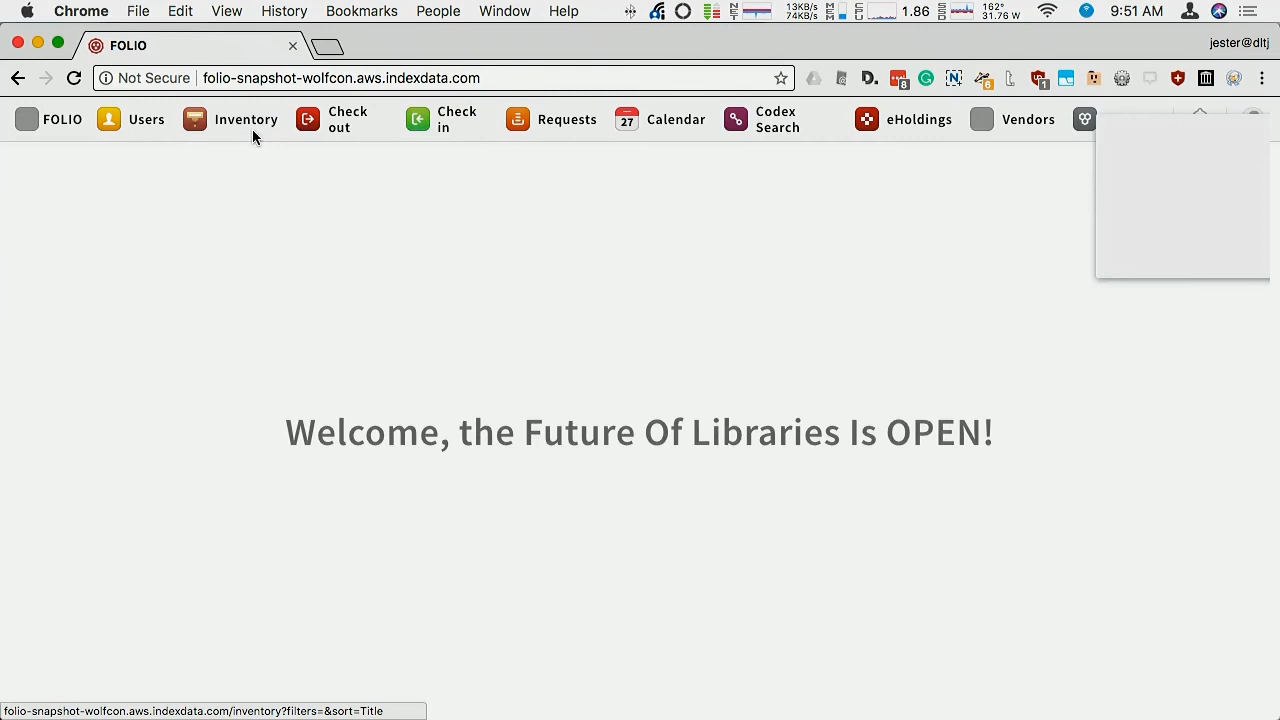 Chrome File Edit View History Bookmarks People Window Help 13KB/s 74KB/s 1.86 162° 31.76 W 9:51 AM
FOLIO
jester@dltj
Not Secure folio-snapshot-wolfcon.aws.indexdata.com
8 6 1
FOLIO Users Inventory Check out Check in Requests 27 Calendar Codex Search eHoldings Vendors
Welcome, the Future Of Libraries Is OPEN!
folio-snapshot-wolfcon.aws.indexdata.com/inventory?filters=&sort=Title